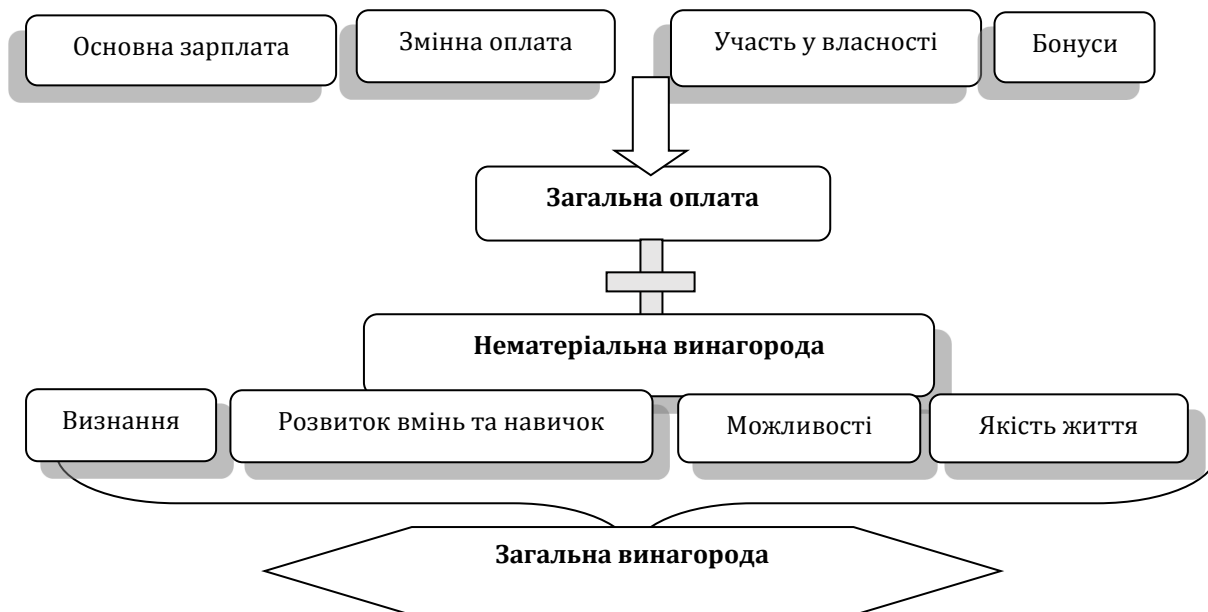 Основна зарплата
Змінна оплата
Участь у власності
Бонуси
Загальна оплата
Нематеріальна винагорода
Визнання
Розвиток вмінь та навичок
Можливості
Якість життя
Загальна винагорода